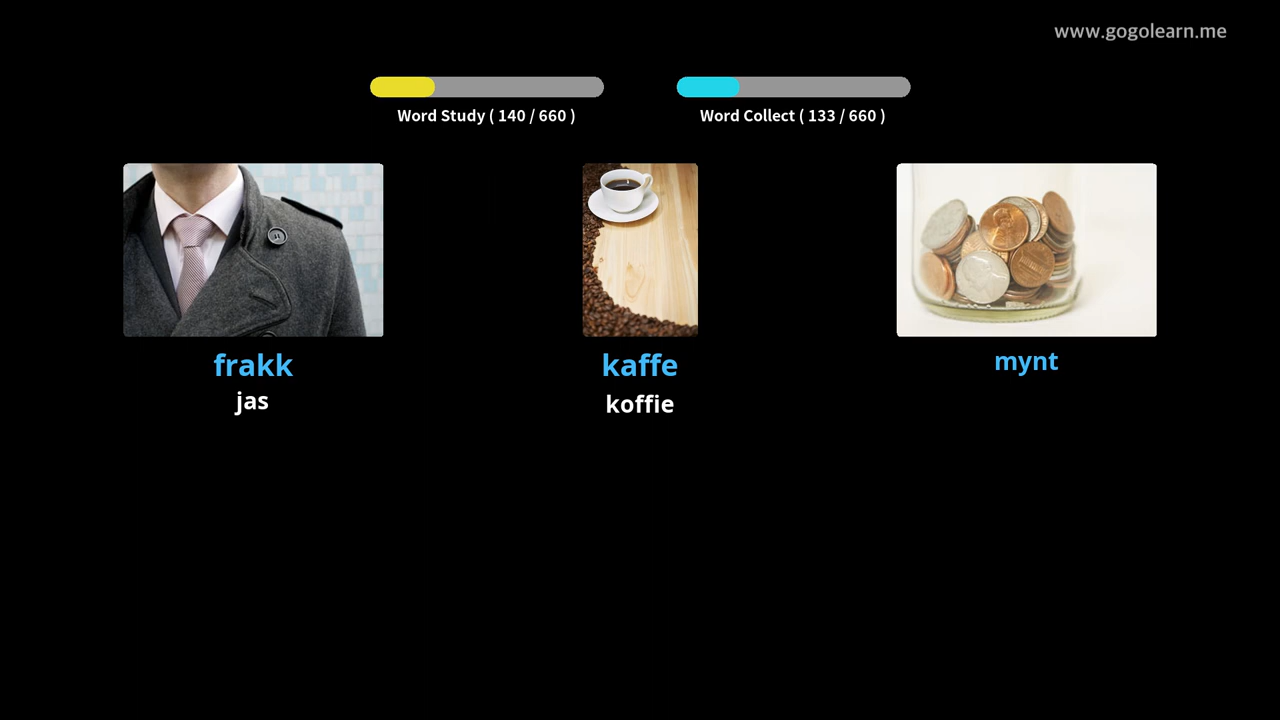 www.gogolearn.me
Word Study ( 140 / 660 )
Word Collect ( 133 / 660 )
frakk
kaffe
mynt
jas
koffie